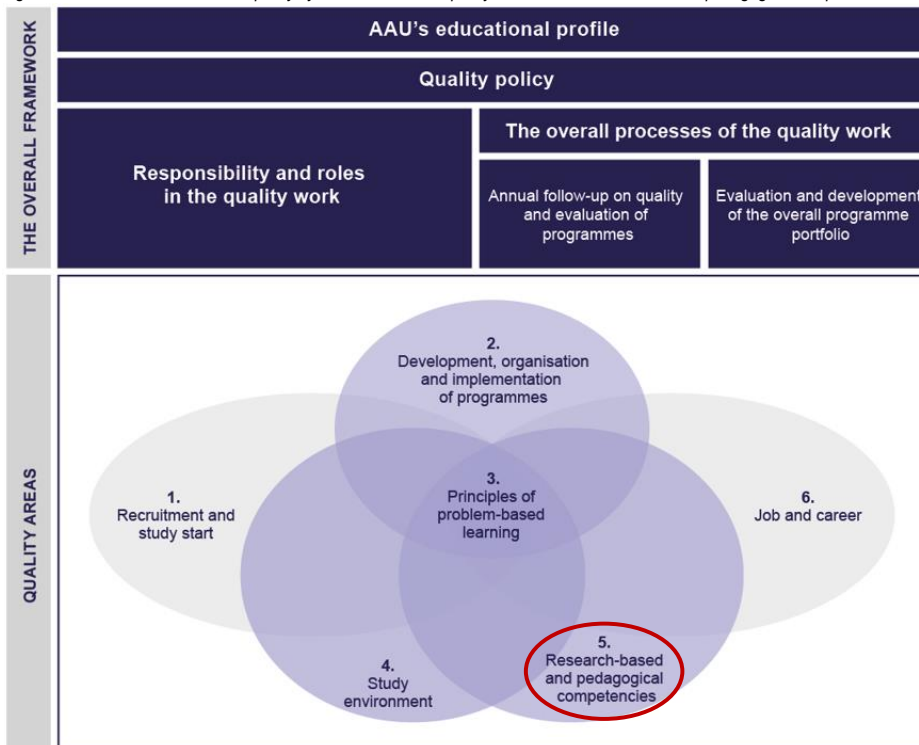 THE OVERALL FRAMEWORK
AAU's educational profile
Quality policy
Responsibility and roles
in the quality work
The overall processes of the quality work
Annual follow-up on quality
and evaluation of
programmes
Evaluation and development
of the overall programme
portfolio
QUALITY AREAS
1.
Recruitment and
study start
2.
Development, organisation
and implementation
of programmes
3.
Principles of
problem-based
learning
4.
Study
environment
5.
Research-based
and pedagogical
competencies
6.
Job and career